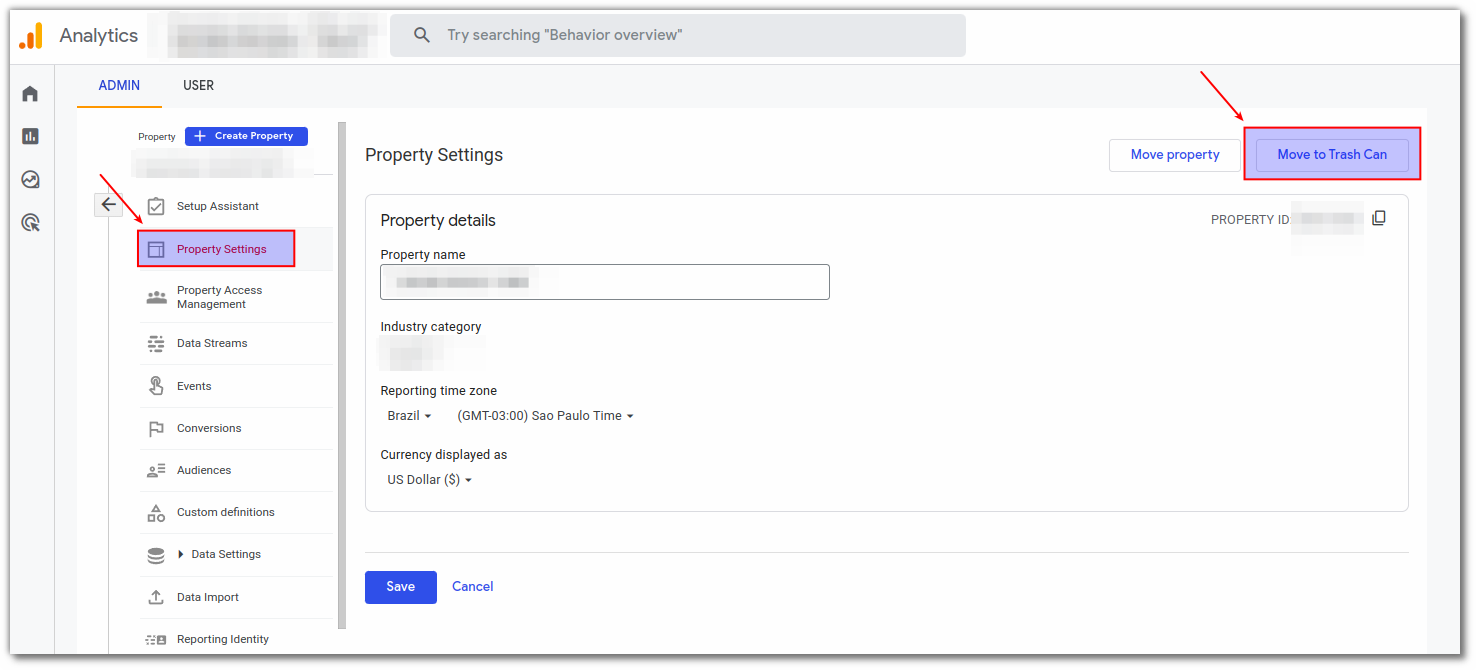 Analytics
Try searching "Behavior overview"
ADMIN
USER
Property
Create Property
Setup Assistant
Property Settings
Property Access
Management
Data Streams
Events
Conversions
Audiences
Custom definitions
Data Settings
Data Import
Reporting Identity
Property Settings
Move property
Move to Trash Can
Property details
PROPERTY ID:
Property name
Industry category
Reporting time zone
Brazil
(GMT-03:00) Sao Paulo Time
Currency displayed as
US Dollar ($)
Save
Cancel